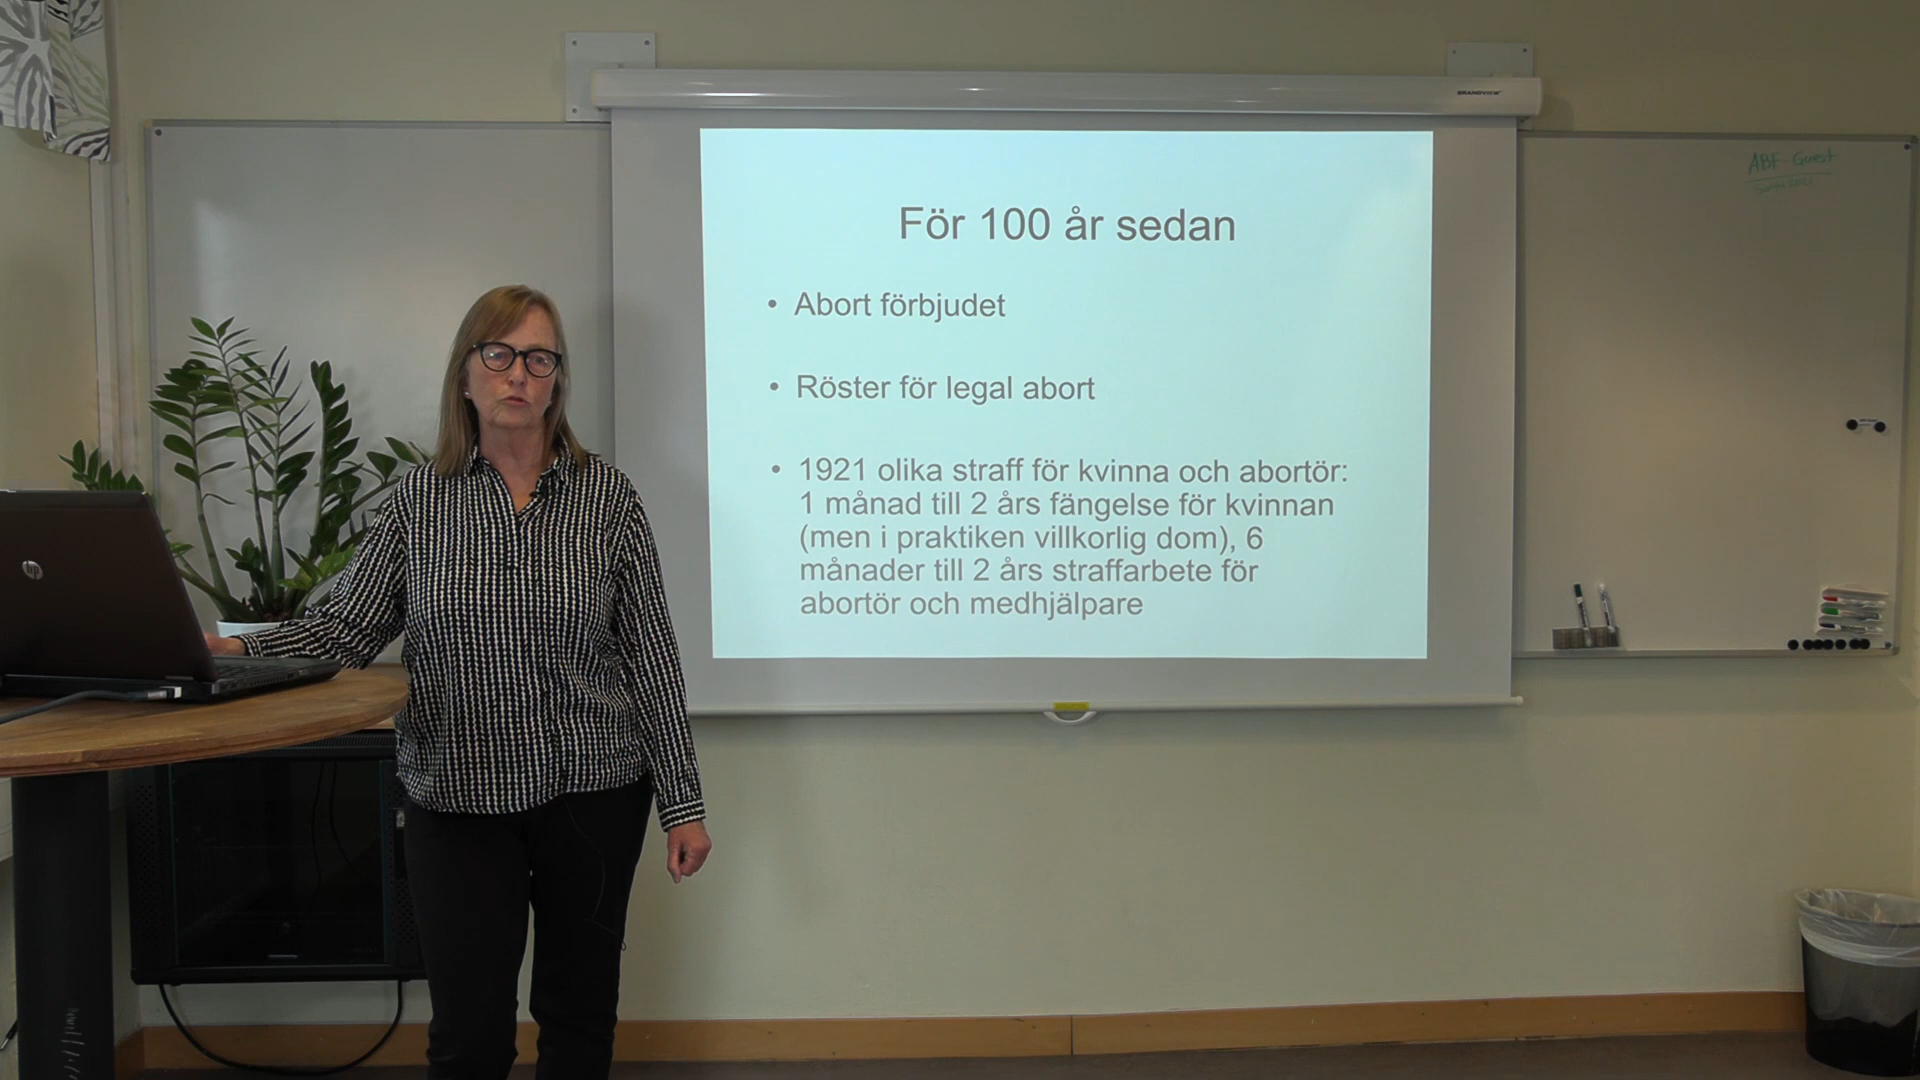 BRANDVIEW
ABF-Guest
För 100 år sedan
• Abort förbjudet
• Röster för legal abort
• 1921 olika straff för kvinna och abortör:
1 månad till 2 års fängelse för kvinnan
(men i praktiken villkorlig dom), 6
månader till 2 års straffarbete för
abortör och medhjälpare
hp